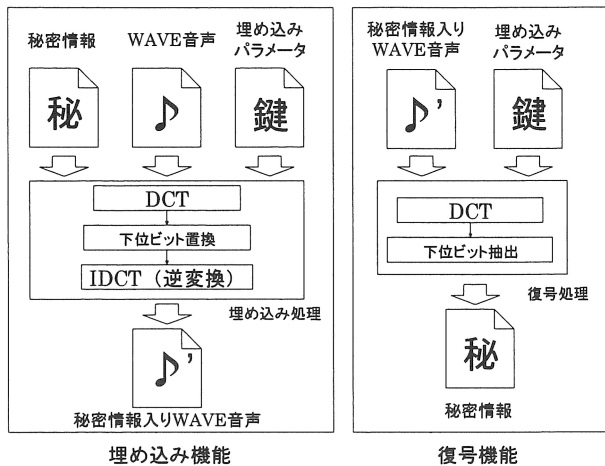 秘密情報
WAVE音声
埋め込み
パラメータ
秘
♪
鍵
DCT
下位ビット置換
IDCT（逆変換）
埋め込み処理
♪’
秘密情報入りWAVE音声
埋め込み機能
秘密情報入り
WAVE音声
埋め込み
パラメータ
♪’
鍵
DCT
下位ビット抽出
復号処理
秘
秘密情報
復号機能